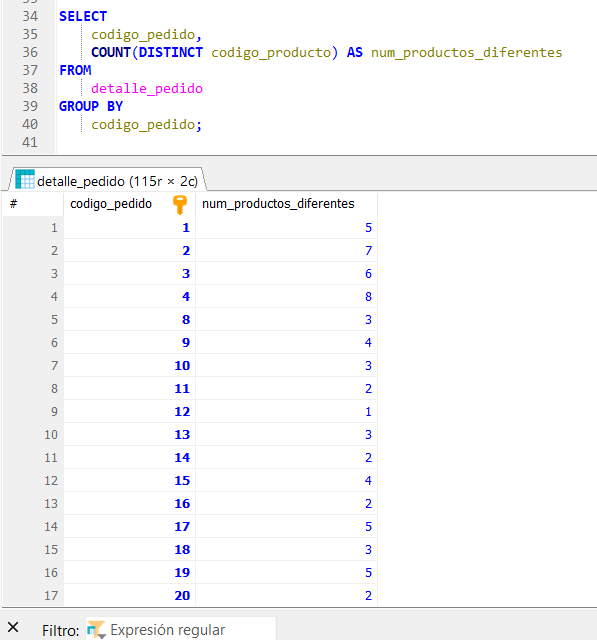 34 SELECT
35 codigo_pedido,
36 COUNT(DISTINCT codigo_producto) AS num_productos_diferentes
37 FROM
38 detalle_pedido
39 GROUP BY
40 codigo_pedido;
41
detalle_pedido (115r × 2c)
# codigo_pedido num_productos_diferentes
1 1 5
2 2 7
3 3 6
4 4 8
5 8 3
6 9 4
7 10 3
8 11 2
9 12 1
10 13 3
11 14 2
12 15 4
13 16 2
14 17 5
15 18 3
16 19 5
17 20 2
Filtro: Expresión regular